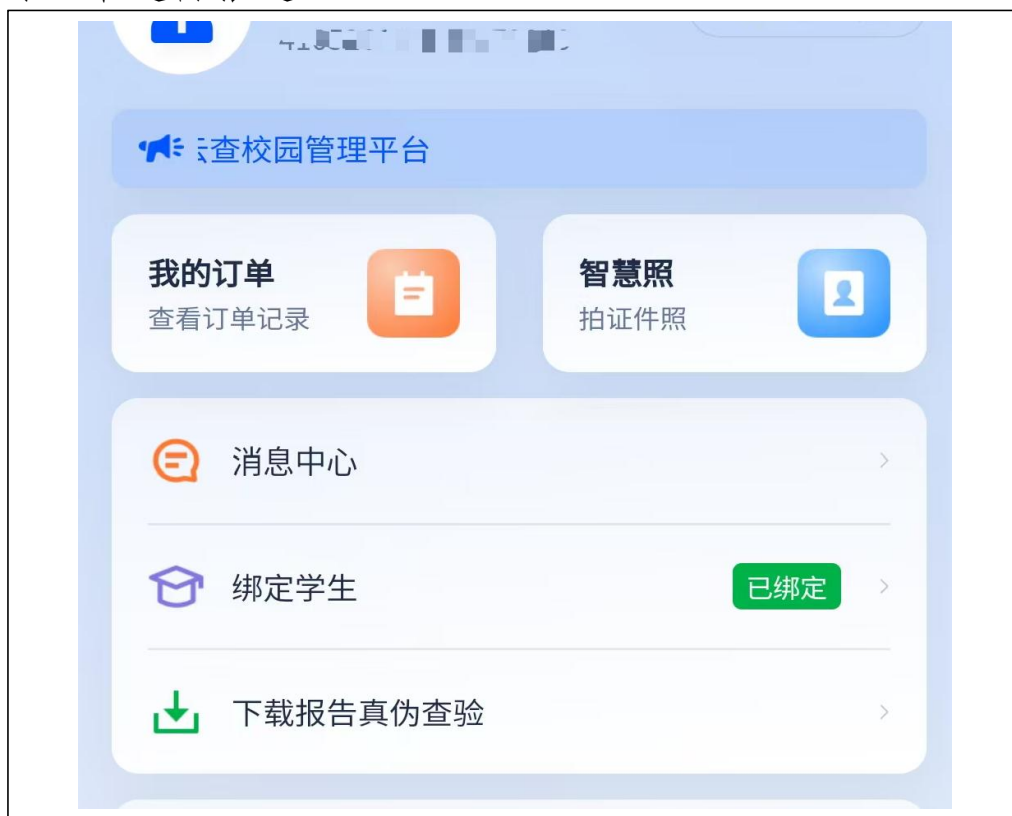 查校园管理平台
我的订单
查看订单记录
智慧照
拍证件照
消息中心
绑定学生
已绑定
下载报告真伪查验